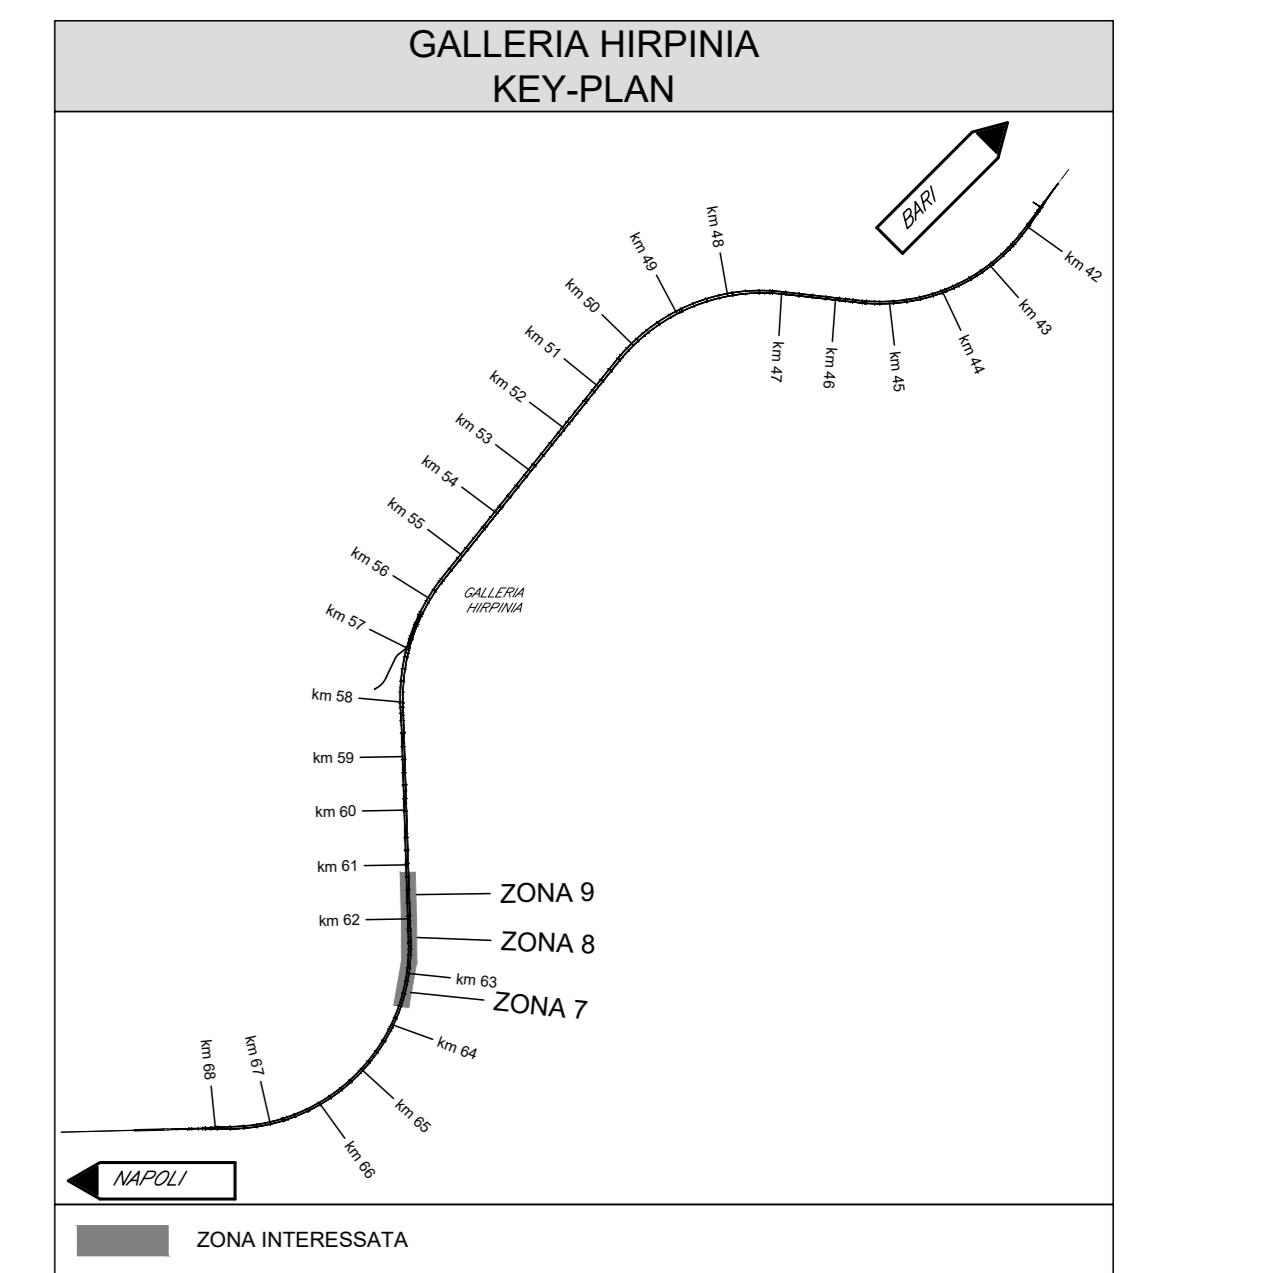 GALLERIA HIRPINIA
KEY-PLAN
BARI
km 42
km 43
km 44
km 45
km 46
km 47
km 48
km 49
km 50
km 51
km 52
km 53
km 54
km 55
km 56
GALLERIA
HIRPINIA
km 57
km 58
km 59
km 60
km 61
ZONA 9
km 62
ZONA 8
km 63
ZONA 7
km 64
km 65
km 66
km 67
km 68
NAPOLI
ZONA INTERESSATA